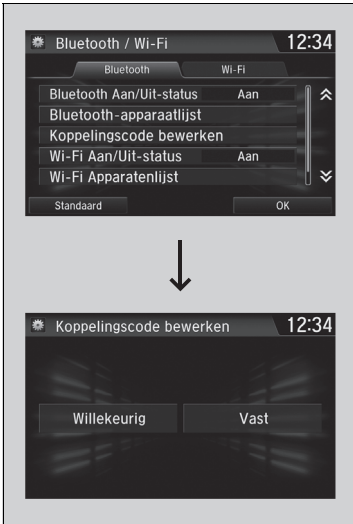 Bluetooth / Wi-Fi 12:34
Bluetooth Wi-Fi
Bluetooth Aan/Uit-status Aan
Bluetooth-apparaatlijst
Koppelingscode bewerken
Wi-Fi Aan/Uit-status Aan
Wi-Fi Apparatenlijst
Standaard OK
Koppelingscode bewerken 12:34
Willekeurig Vast